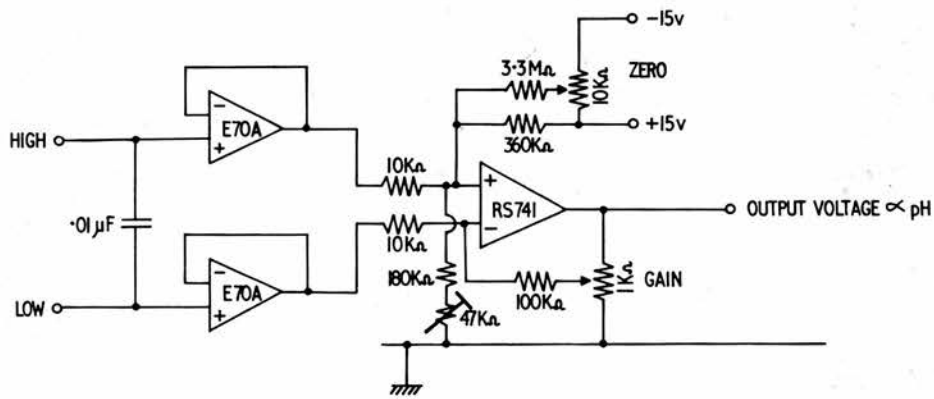 −15v
3·3MΩ
10KΩ
ZERO
−
E70A
+
HIGH
360KΩ
+15v
10KΩ
+
RS741
−
OUTPUT VOLTAGE ∝ pH
·01μF
10KΩ
−
E70A
+
180KΩ
100KΩ
1KΩ
GAIN
LOW
47KΩ